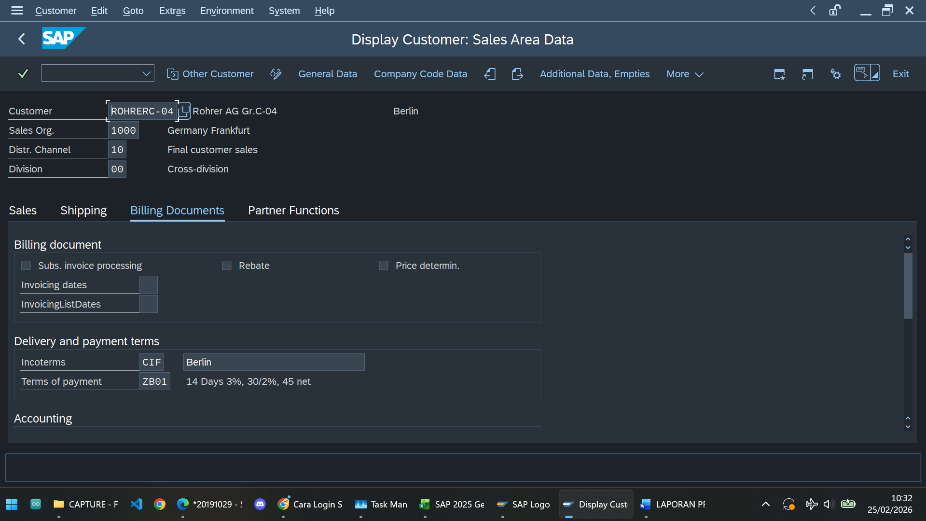 Customer Edit Goto Extras Environment System Help
SAP Display Customer: Sales Area Data
Other Customer General Data Company Code Data Additional Data, Empties More Exit
Customer ROHRERC-04 Rohrer AG Gr.C-04 Berlin
Sales Org. 1000 Germany Frankfurt
Distr. Channel 10 Final customer sales
Division 00 Cross-division
Sales Shipping Billing Documents Partner Functions
Billing document
Subs. invoice processing Rebate Price determin.
Invoicing dates
InvoicingListDates
Delivery and payment terms
Incoterms CIF Berlin
Terms of payment ZB01 14 Days 3%, 30/2%, 45 net
Accounting
CAPTURE - F *20191029 - Cara Login S Task Man SAP 2025 Ge SAP Logo Display Cust LAPORAN PF 10:32
25/02/2026